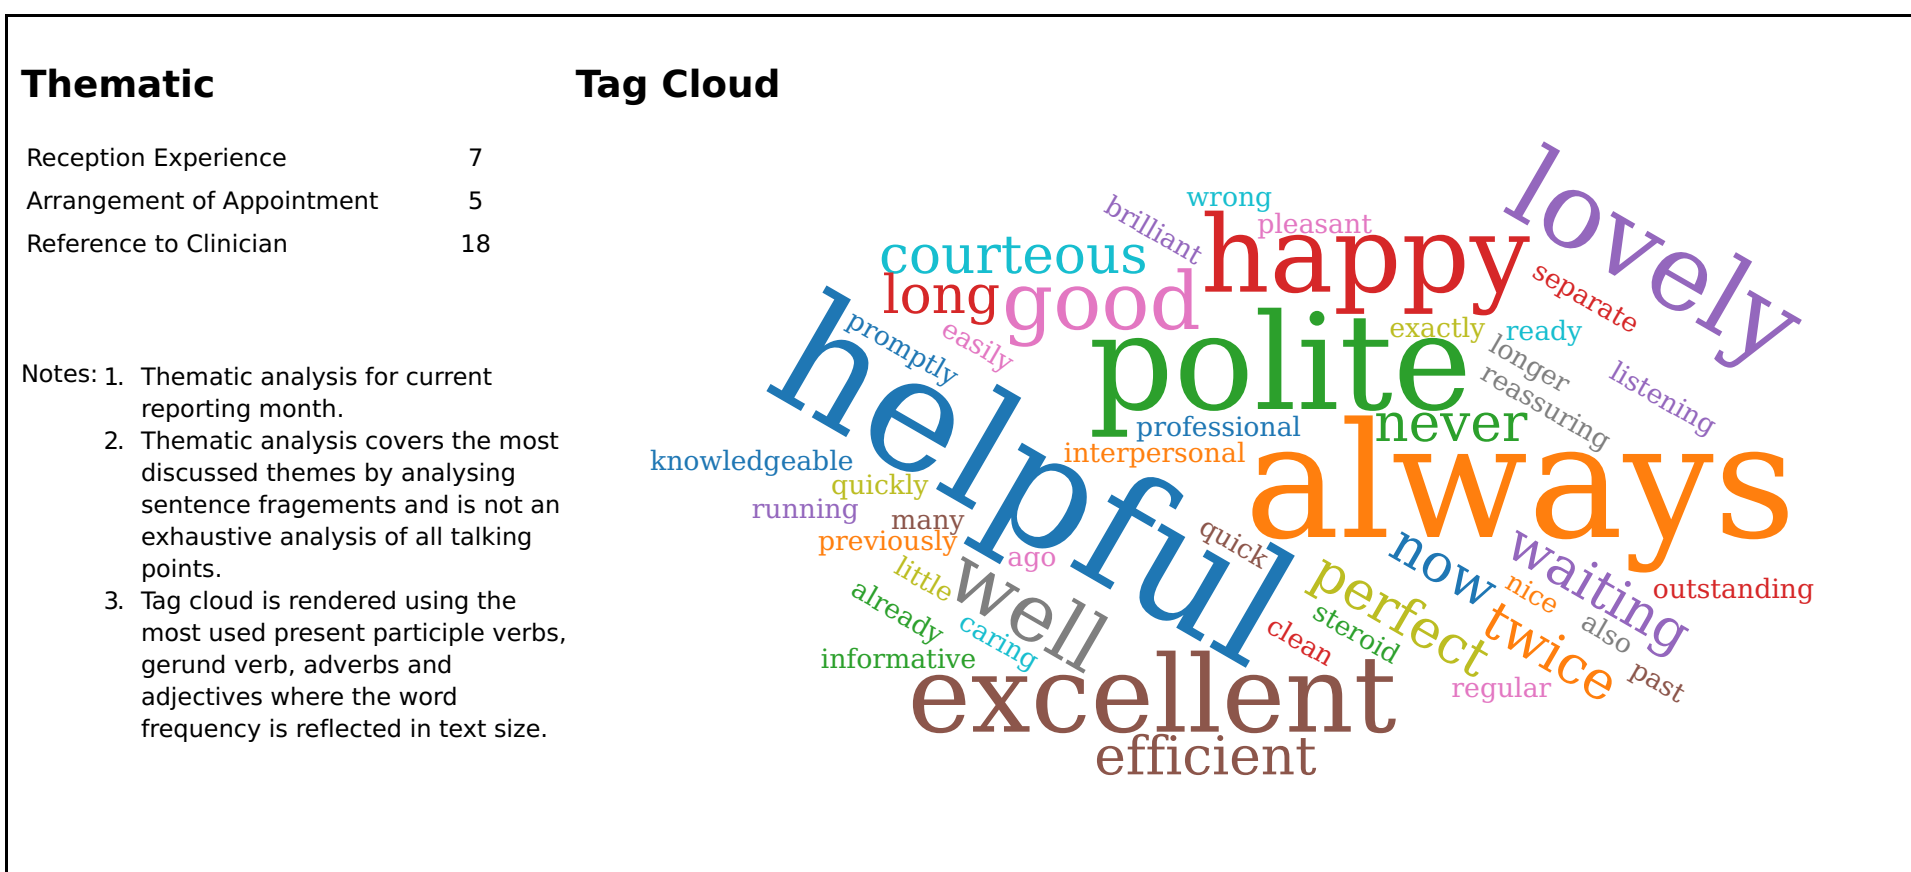 Thematic
Tag Cloud
Reception Experience 7
Arrangement of Appointment 5
Reference to Clinician 18
Notes: 1. Thematic analysis for current
reporting month.
2. Thematic analysis covers the most
discussed themes by analysing
sentence fragements and is not an
exhaustive analysis of all talking
points.
3. Tag cloud is rendered using the
most used present participle verbs,
gerund verb, adverbs and
adjectives where the word
frequency is reflected in text size.
lovely
wrong
brilliant
pleasant
happy
courteous
separate
long
good
helpful
promptly
easily
polite
exactly
ready
longer
reassuring
listening
never
professional
interpersonal
always
knowledgeable
quickly
running
many
previously
ago
quick
now
waiting
little
well
perfect
nice
outstanding
already
caring
clean
steroid
twice
also
informative
past
excellent
regular
efficient